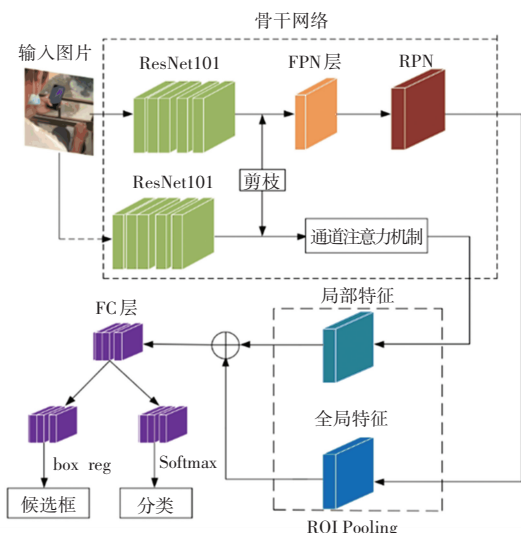 骨干网络
输入图片
ResNet101
FPN层
RPN
剪枝
ResNet101
通道注意力机制
FC层
局部特征
全局特征
box reg
Softmax
候选框
分类
ROI Pooling